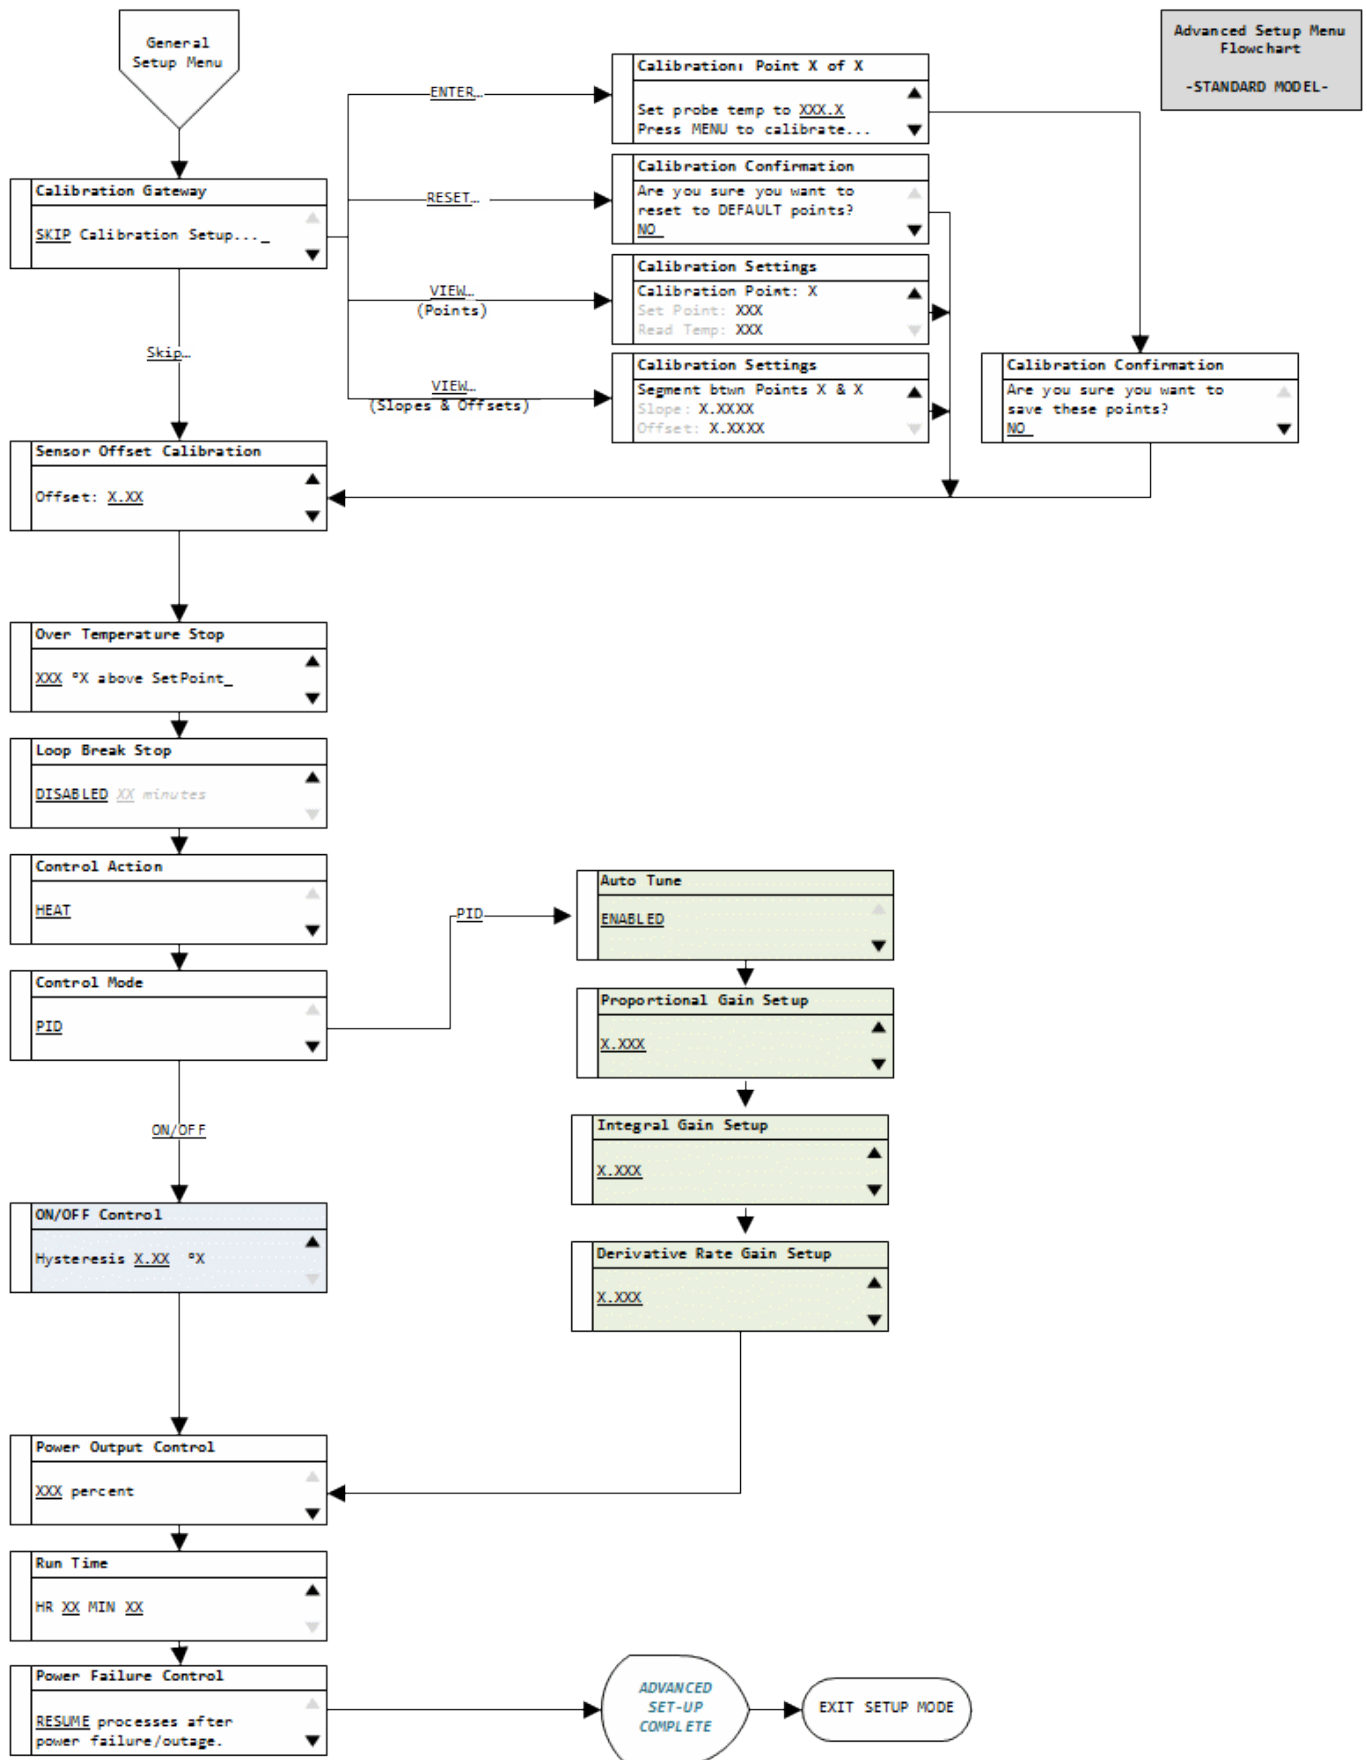 General
Setup Menu
Advanced Setup Menu
Flowchart
-STANDARD MODEL-
Calibration Gateway
SKIP Calibration Setup..._
ENTER…
Calibration: Point X of X
Set probe temp to XXX.X
Press MENU to calibrate...
RESET…
Calibration Confirmation
Are you sure you want to
reset to DEFAULT points?
NO_
VIEW…
(Points)
Calibration Settings
Calibration Point: X
Set Point: XXX
Read Temp: XXX
VIEW…
(Slopes & Offsets)
Calibration Settings
Segment btwn Points X & X
Slope: X.XXXX
Offset: X.XXXX
Calibration Confirmation
Are you sure you want to
save these points?
NO_
Skip…
Sensor Offset Calibration
Offset: X.XX
Over Temperature Stop
XXX °X above SetPoint_
Loop Break Stop
DISABLED XX minutes
Control Action
HEAT
Control Mode
PID
PID
Auto Tune
ENABLED
Proportional Gain Setup
X.XXX
Integral Gain Setup
X.XXX
Derivative Rate Gain Setup
X.XXX
ON/OFF
ON/OFF Control
Hysteresis X.XX °X
Power Output Control
XXX percent
Run Time
HR XX MIN XX
Power Failure Control
RESUME processes after
power failure/outage.
ADVANCED
SET-UP
COMPLETE
EXIT SETUP MODE